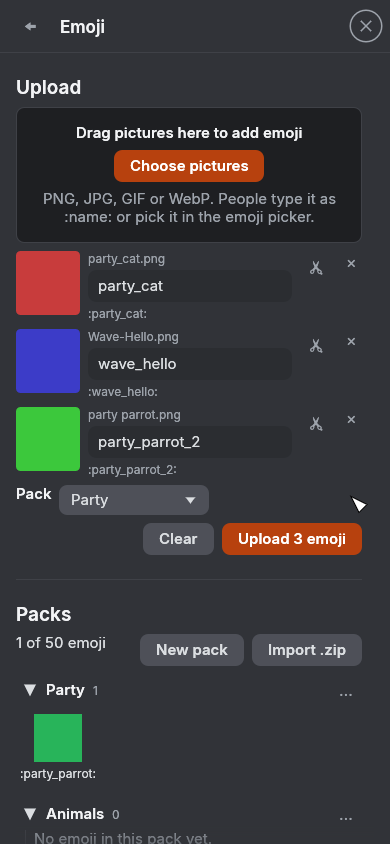 Emoji
Upload
Drag pictures here to add emoji
Choose pictures
PNG, JPG, GIF or WebP. People type it as
:name: or pick it in the emoji picker.
party_cat.png
party_cat
:party_cat:
Wave-Hello.png
wave_hello
:wave_hello:
party parrot.png
party_parrot_2
:party_parrot_2:
Pack
Party
Clear
Upload 3 emoji
Packs
1 of 50 emoji
New pack
Import .zip
Party 1
...
:party_parrot:
Animals 0
...
No emoji in this pack yet.